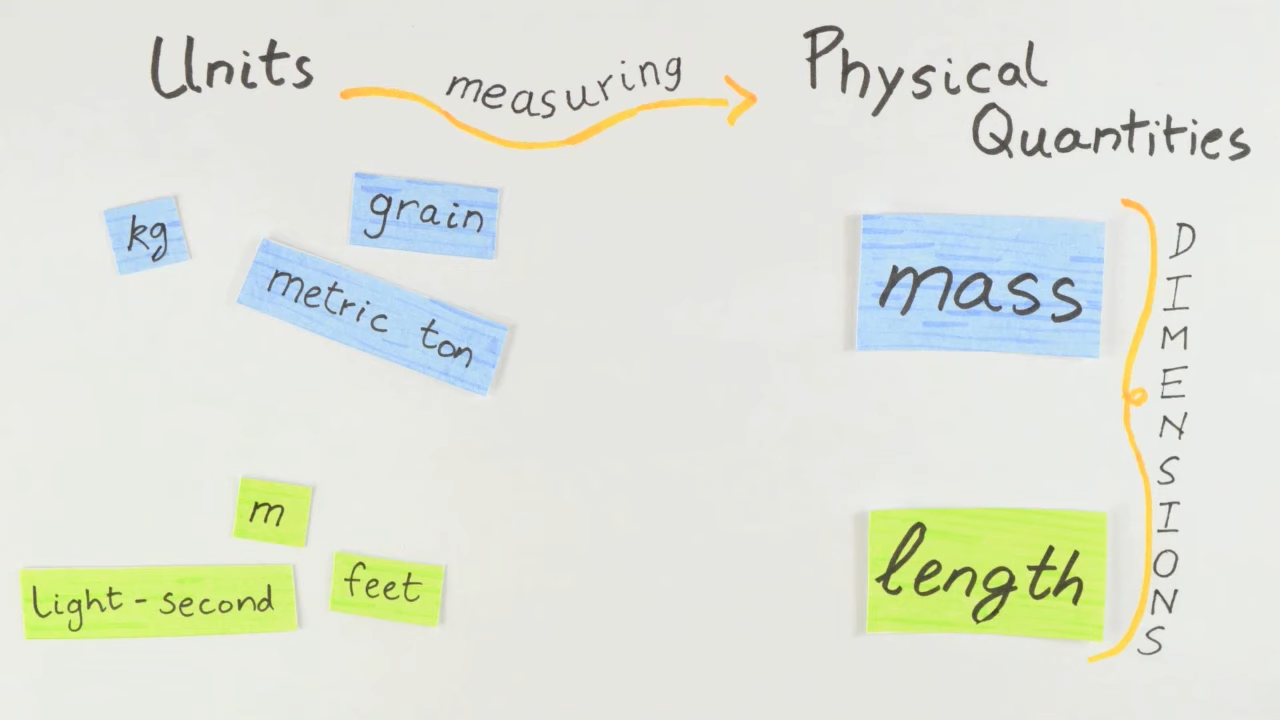 Units
measuring
Physical
Quantities
kg
grain
metric ton
mass
m
light-second
feet
length
DIMENSIONS